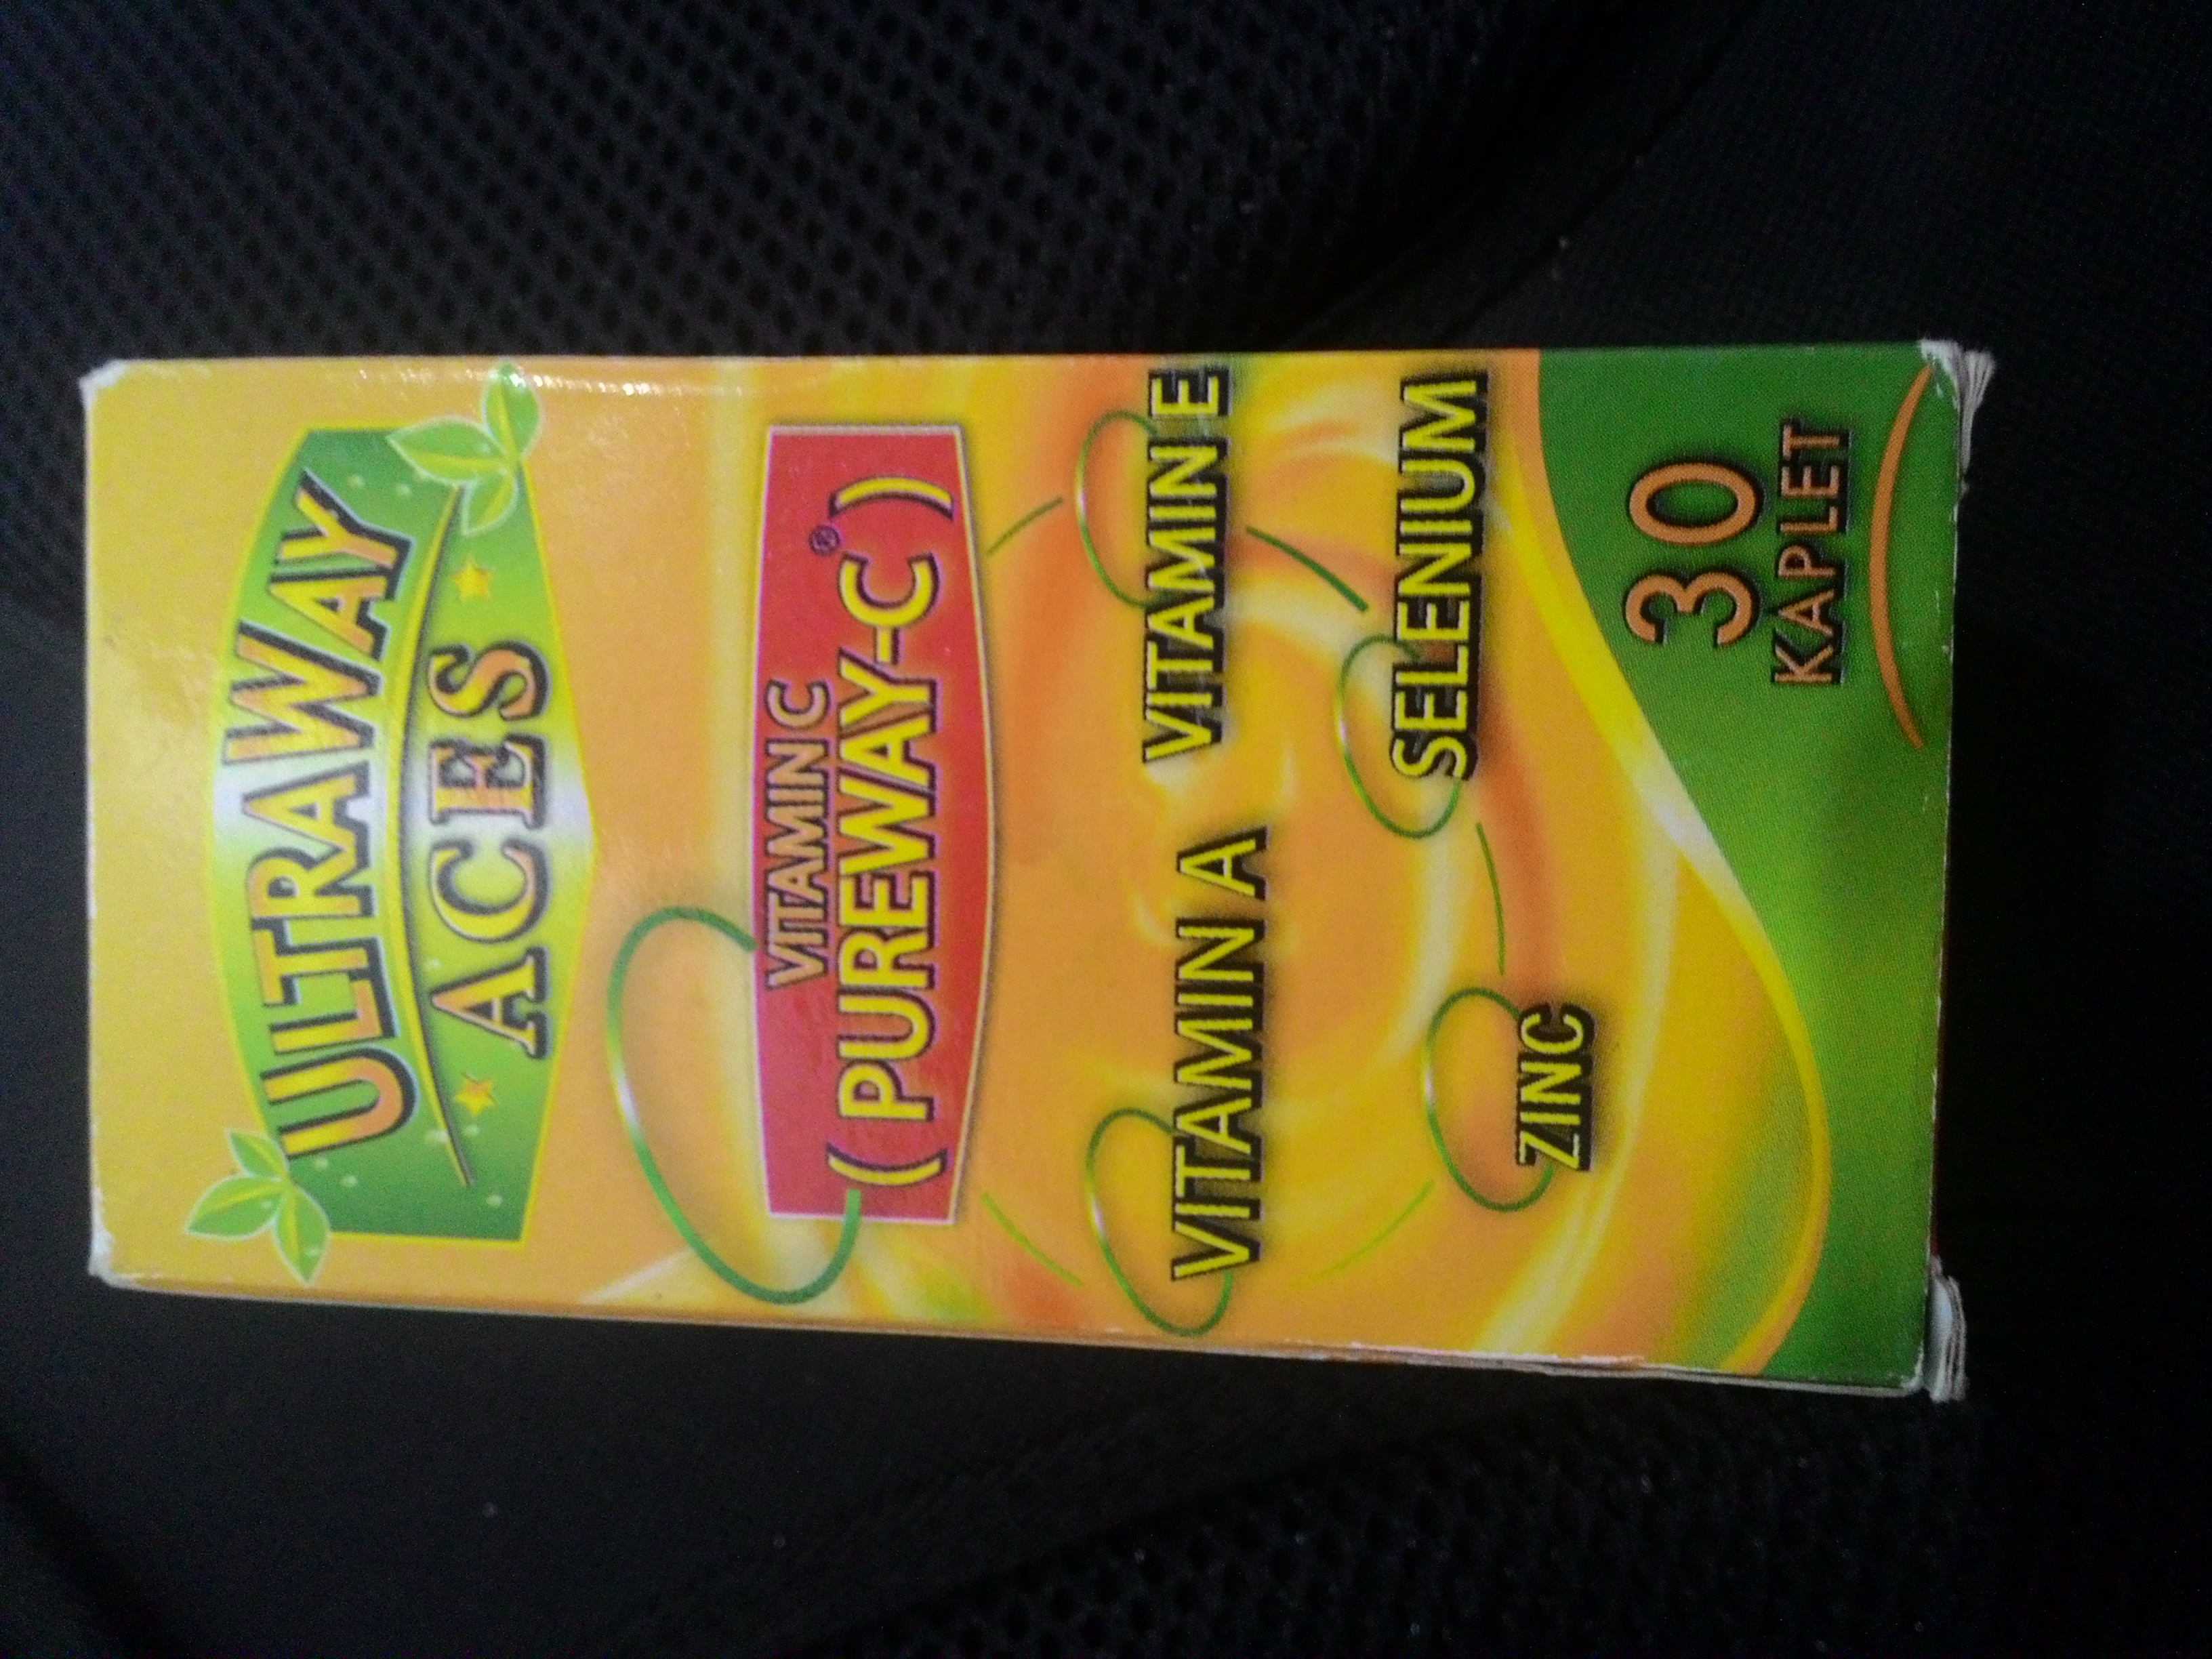 ULTRAWAY
ACES
VITAMIN C
( PUREWAY-C® )
VITAMIN A
VITAMIN E
ZINC
SELENIUM
30
KAPLET